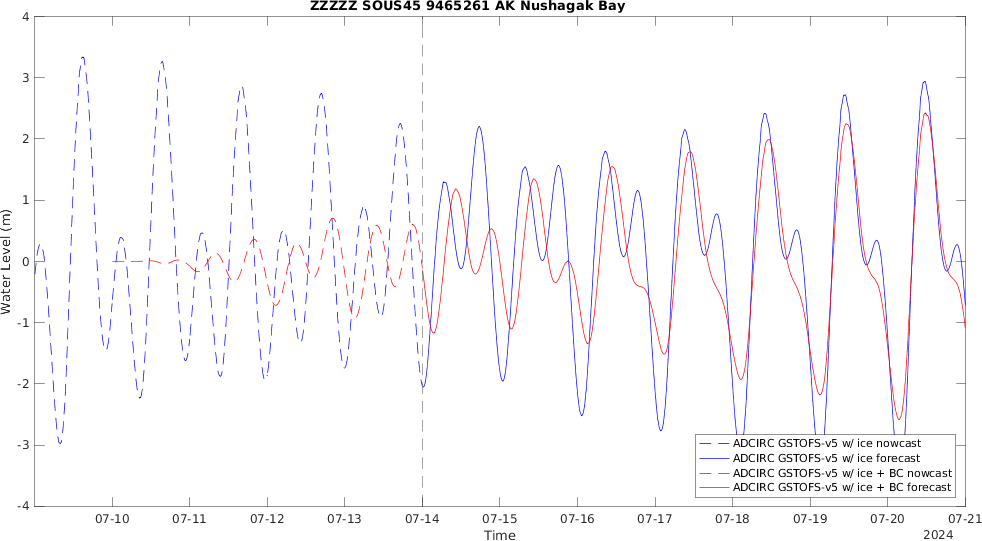 ZZZZZ SOUS45 9465261 AK Nushagak Bay
4
3
2
1
0
-1
-2
-3
-4
Water Level (m)
07-10 07-11 07-12 07-13 07-14 07-15 07-16 07-17 07-18 07-19 07-20 07-21
Time
2024
ADCIRC GSTOFS-v5 w/ ice nowcast
ADCIRC GSTOFS-v5 w/ ice forecast
ADCIRC GSTOFS-v5 w/ ice + BC nowcast
ADCIRC GSTOFS-v5 w/ ice + BC forecast